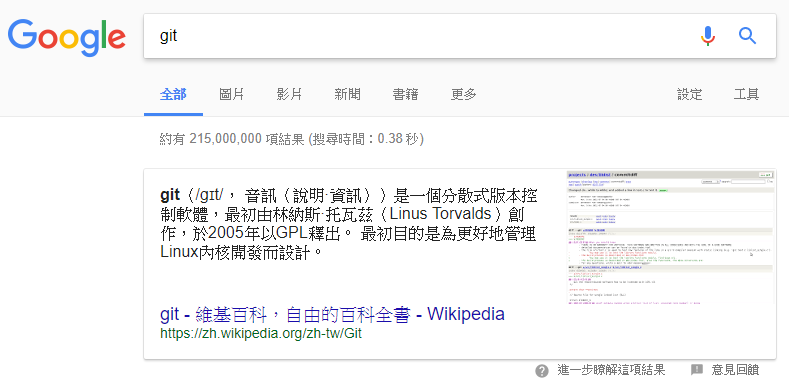 Google
git
全部 圖片 影片 新聞 書籍 更多 設定 工具
約有 215,000,000 項結果 (搜尋時間：0.38 秒)
git（/ɡɪt/， 音訊（說明·資訊））是一個分散式版本控
制軟體，最初由林納斯·托瓦茲（Linus Torvalds）創
作，於2005年以GPL釋出。 最初目的是為更好地管理
Linux內核開發而設計。
git - 維基百科，自由的百科全書 - Wikipedia
https://zh.wikipedia.org/zh-tw/Git
進一步瞭解這項結果 意見回饋